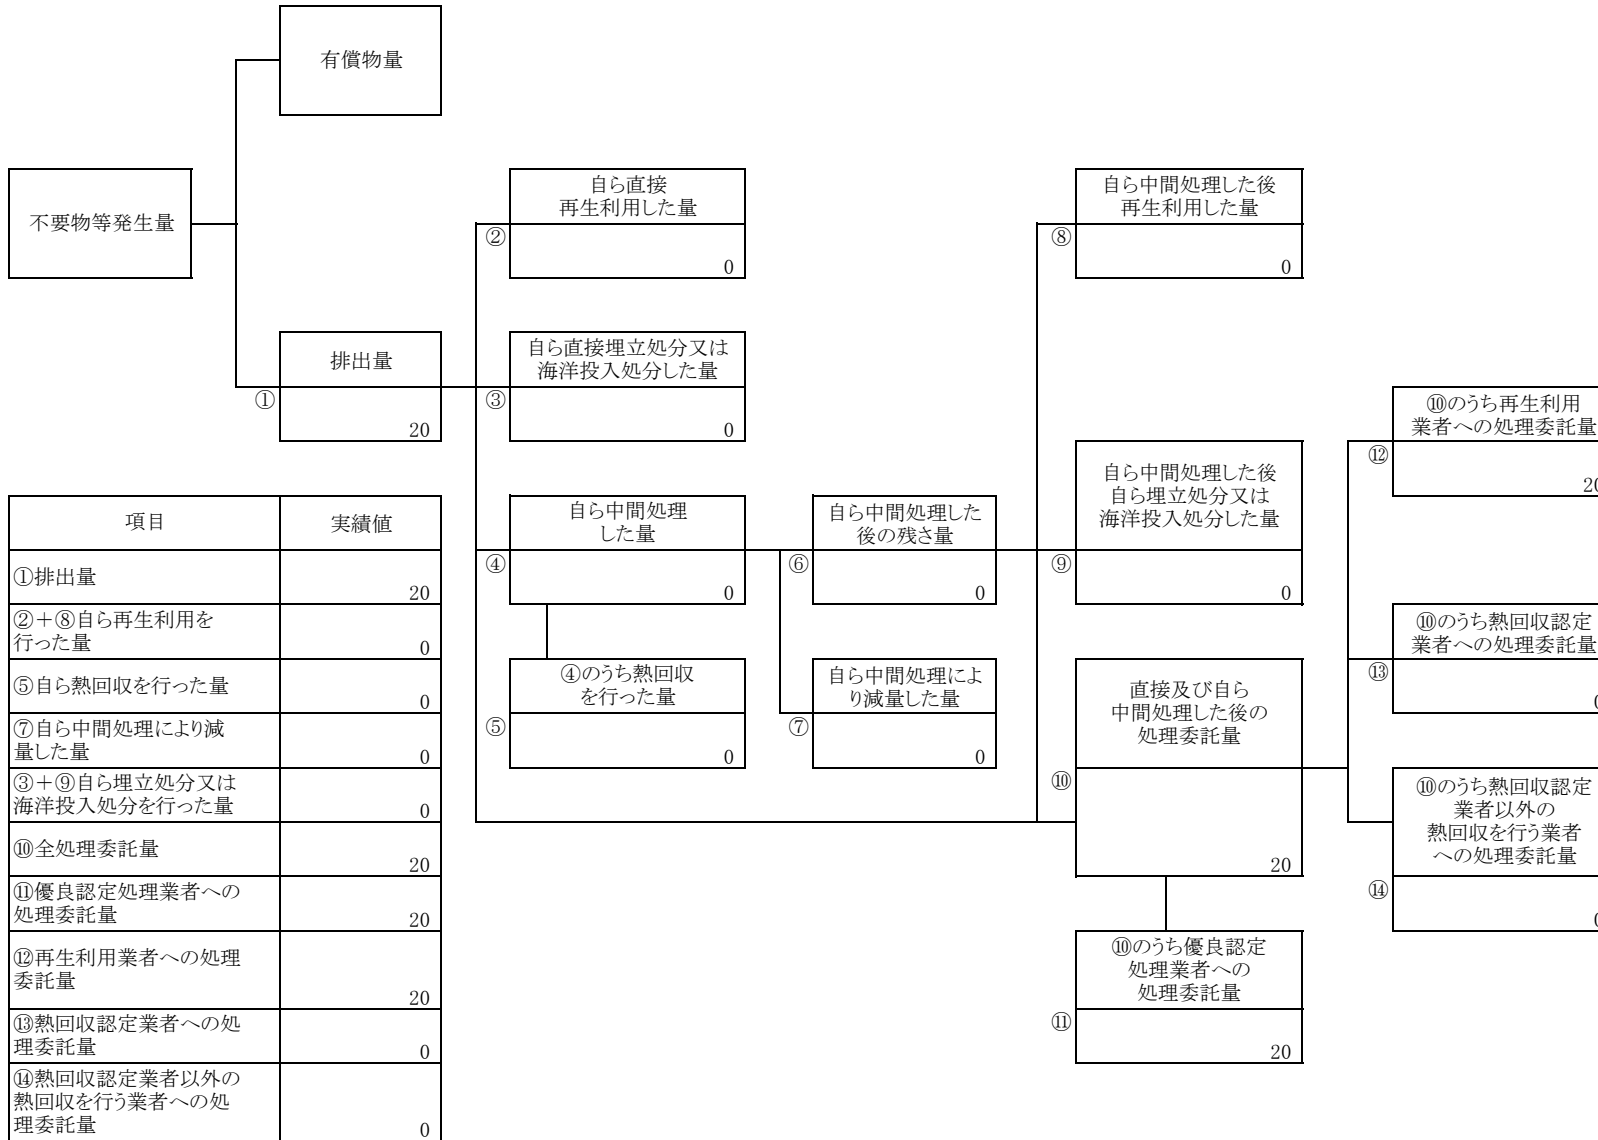 有償物量
不要物等発生量
自ら直接
再生利用した量
②
0
自ら中間処理した後
再生利用した量
⑧
0
排出量
①
20
自ら直接埋立処分又は
海洋投入処分した量
③
0
⑩のうち再生利用
業者への処理委託量
⑫
20
自ら中間処理
した量
④
0
自ら中間処理した
後の残さ量
⑥
0
自ら中間処理した後
自ら埋立処分又は
海洋投入処分した量
⑨
0
⑩のうち熱回収認定
業者への処理委託量
⑬
0
④のうち熱回収
を行った量
⑤
0
自ら中間処理によ
り減量した量
⑦
0
直接及び自ら
中間処理した後の
処理委託量
⑩
20
⑩のうち熱回収認定
業者以外の
熱回収を行う業者
への処理委託量
⑭
0
⑩のうち優良認定
処理業者への
処理委託量
⑪
20
項目 実績値
①排出量 20
②+⑧自ら再生利用を
行った量 0
⑤自ら熱回収を行った量 0
⑦自ら中間処理により減
量した量 0
③+⑨自ら埋立処分又は
海洋投入処分を行った量 0
⑩全処理委託量 20
⑪優良認定処理業者への
処理委託量 20
⑫再生利用業者への処理
委託量 20
⑬熱回収認定業者への処
理委託量 0
⑭熱回収認定業者以外の
熱回収を行う業者への処
理委託量 0